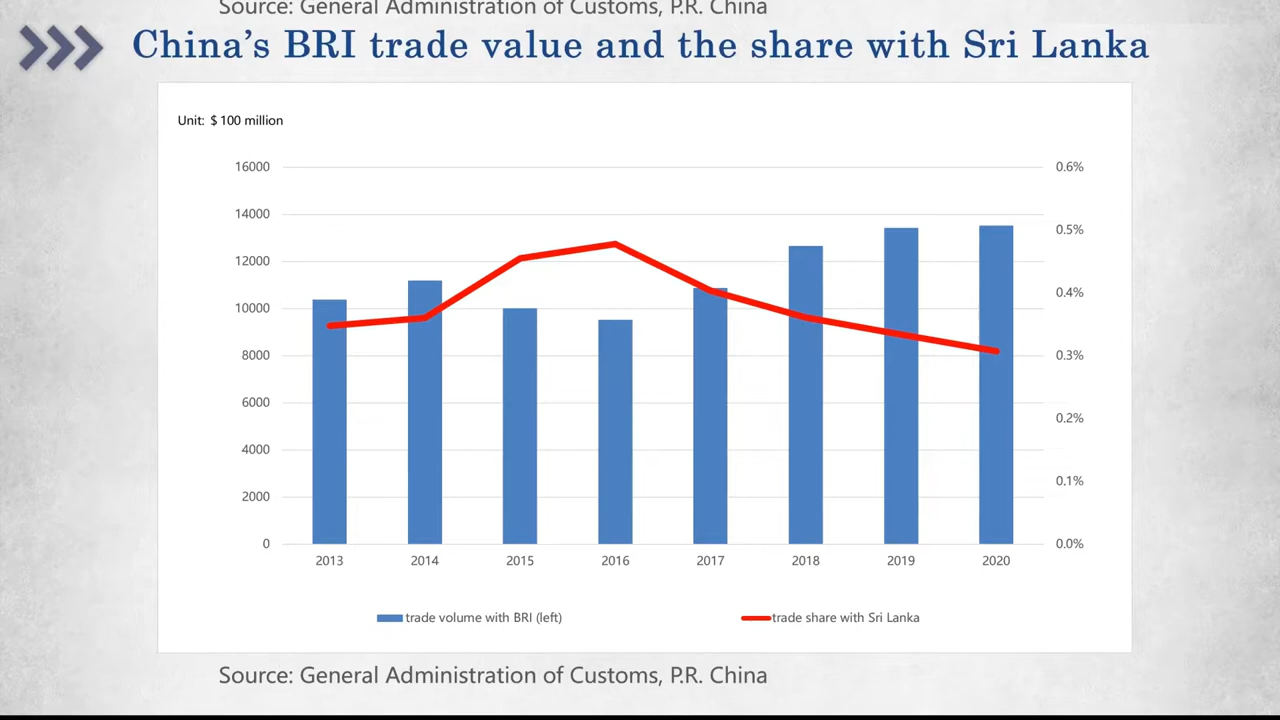 Source: General Administration of Customs, P.R. China
China's BRI trade value and the share with Sri Lanka
Unit: $ 100 million
16000
14000
12000
10000
8000
6000
4000
2000
0
0.6%
0.5%
0.4%
0.3%
0.2%
0.1%
0.0%
2013 2014 2015 2016 2017 2018 2019 2020
trade volume with BRI (left) trade share with Sri Lanka
Source: General Administration of Customs, P.R. China